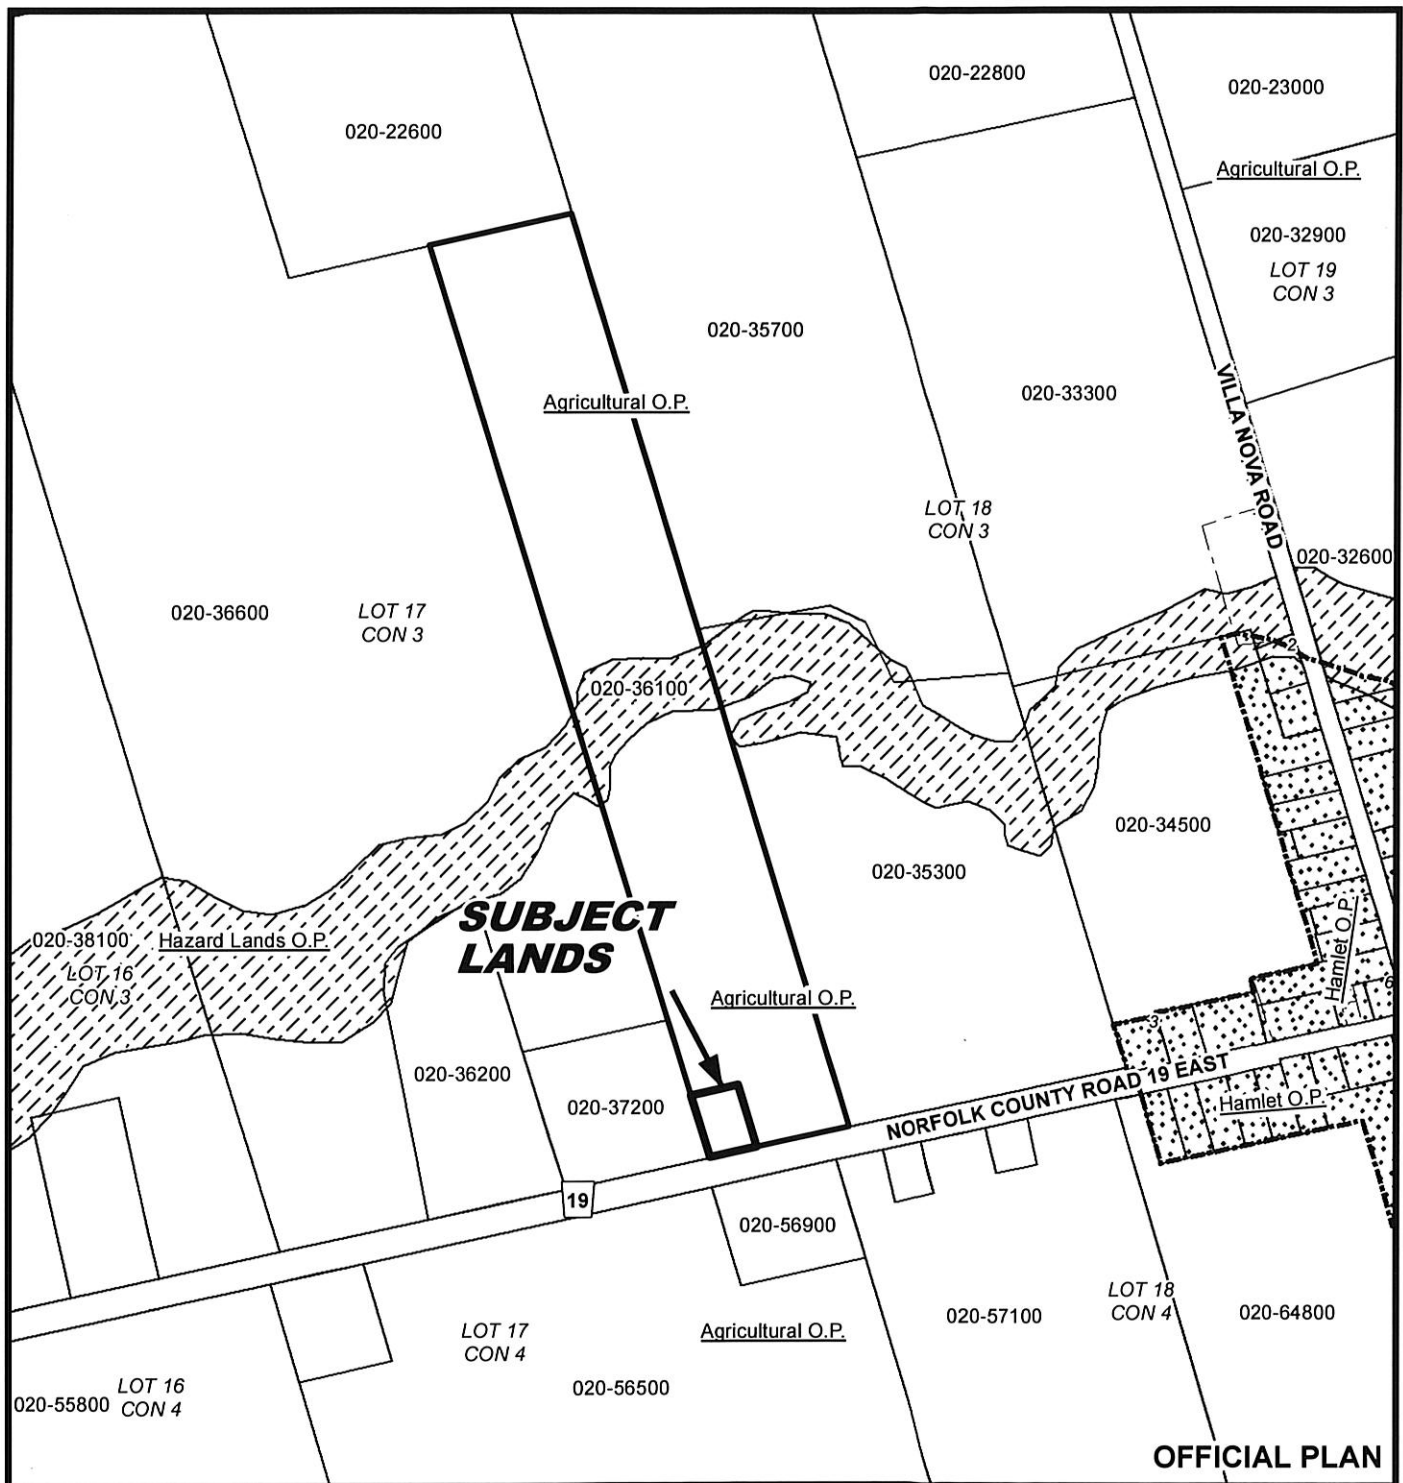 020-22800
020-23000
020-22600
Agricultural O.P.
020-32900
LOT 19
CON 3
020-35700
020-33300
Agricultural O.P.
VILLA NOVA ROAD
LOT 18
CON 3
020-32600
020-36600
LOT 17
CON 3
2
020-36100
020-34500
020-35300
SUBJECT
LANDS
020-38100
Hazard Lands O.P.
LOT 16
CON 3
Hamlet O.P.
6
Agricultural O.P.
3
020-36200
020-37200
NORFOLK COUNTY ROAD 19 EAST
Hamlet O.P.
19
020-56900
LOT 18
CON 4
020-57100
020-64800
LOT 17
CON 4
Agricultural O.P.
020-56500
020-55800
LOT 16
CON 4
OFFICIAL PLAN